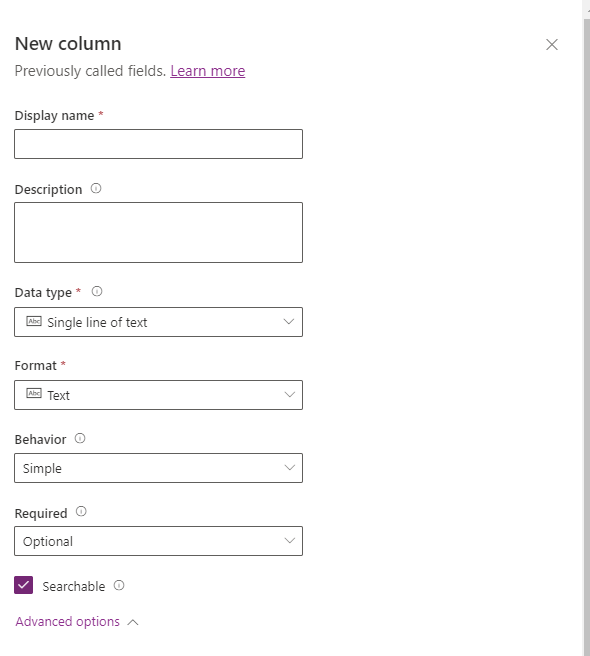 New column
Previously called fields. Learn more
Display name *
Description
Data type *
Abc Single line of text
Format *
Abc Text
Behavior
Simple
Required
Optional
Searchable
Advanced options